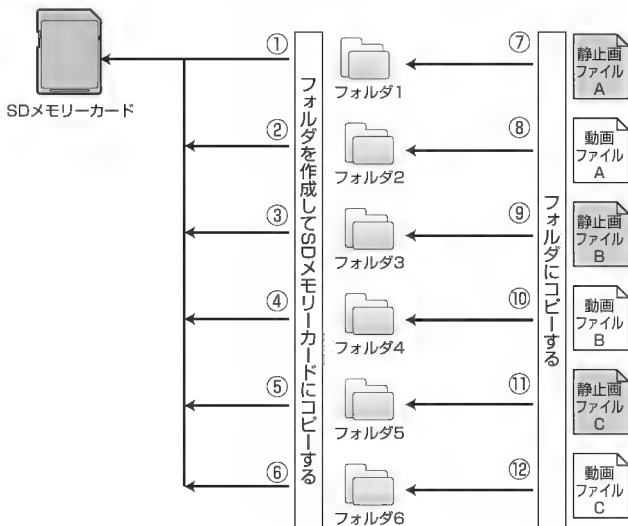 SDメモリーカード
①
②
③
④
⑤
⑥
フォルダを作成してSDメモリーカードにコピーする
フォルダ1
フォルダ2
フォルダ3
フォルダ4
フォルダ5
フォルダ6
⑦
⑧
⑨
⑩
⑪
⑫
フォルダにコピーする
静止画
ファイル
A
動画
ファイル
A
静止画
ファイル
B
動画
ファイル
B
静止画
ファイル
C
動画
ファイル
C